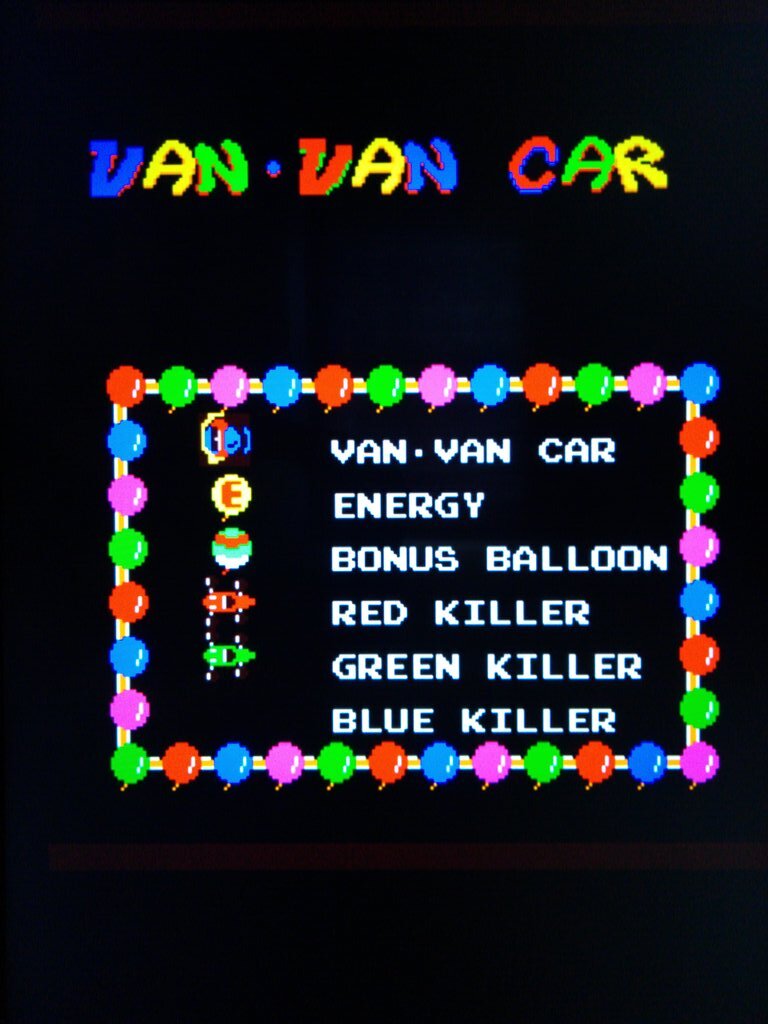 VAN·VAN CAR
VAN·VAN CAR
E
ENERGY
BONUS BALLOON
RED KILLER
GREEN KILLER
BLUE KILLER